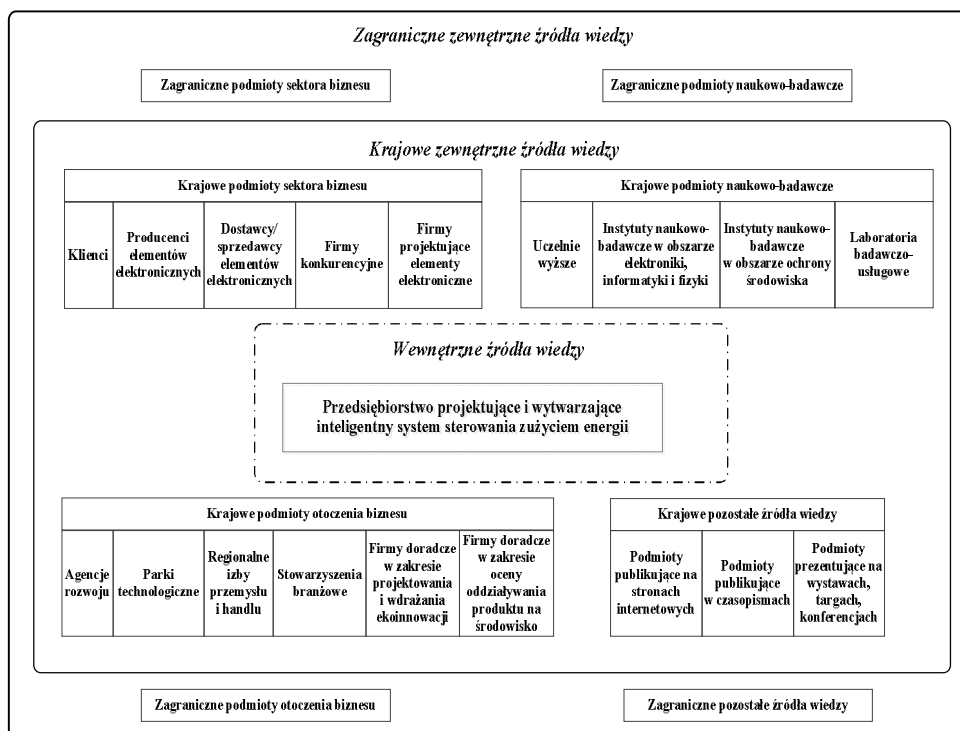 Zagraniczne zewnętrzne źródła wiedzy
Zagraniczne podmioty sektora biznesu
Zagraniczne podmioty naukowo-badawcze
Krajowe zewnętrzne źródła wiedzy
Krajowe podmioty sektora biznesu
Klienci
Producenci
elementów
elektronicznych
Dostawcy/
sprzedawcy
elementów
elektronicznych
Firmy
konkurencyjne
Firmy
projektujące
elementy
elektroniczne
Krajowe podmioty naukowo-badawcze
Uczelnie
wyższe
Instytuty naukowo-
badawcze w obszarze
elektroniki,
informatyki i fizyki
Instytuty naukowo-
badawcze
w obszarze ochrony
środowiska
Laboratoria
badawczo-
usługowe
Wewnętrzne źródła wiedzy
Przedsiębiorstwo projektujące i wytwarzające
inteligentny system sterowania zużyciem energii
Krajowe podmioty otoczenia biznesu
Agencje
rozwoju
Parki
technologiczne
Regionalne
izby
przemysłu
i handlu
Stowarzyszenia
branżowe
Firmy doradcze
w zakresie
projektowania
i wdrażania
ekoinnowacji
Firmy doradcze
w zakresie
oceny
oddziaływania
produktu na
środowisko
Krajowe pozostałe źródła wiedzy
Podmioty
publikujące na
stronach
internetowych
Podmioty
publikujące
w czasopismach
Podmioty
prezentujące na
wystawach,
targach,
konferencjach
Zagraniczne podmioty otoczenia biznesu
Zagraniczne pozostałe źródła wiedzy